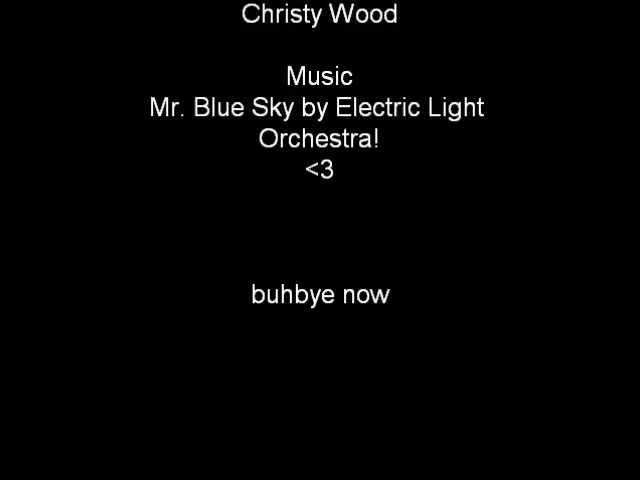 Christy Wood
Music
Mr. Blue Sky by Electric Light
Orchestra!
<3
buhbye now